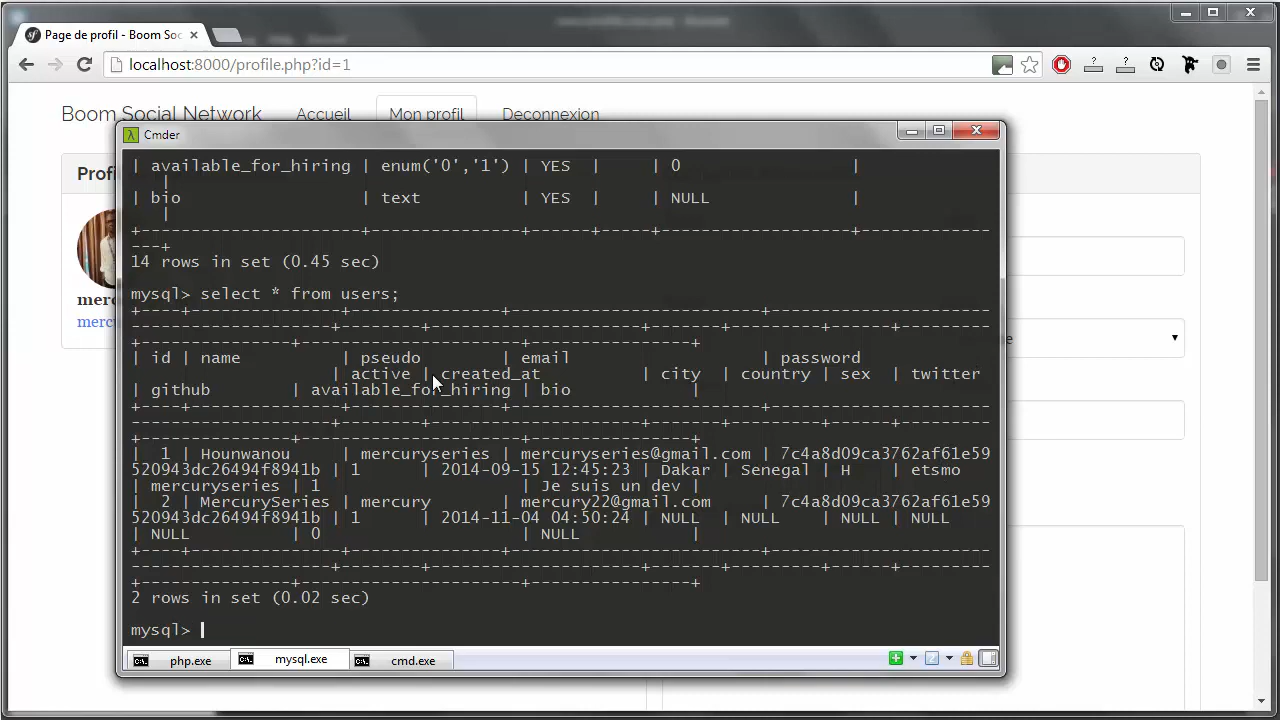 Page de profil - Boom Soc
localhost:8000/profile.php?id=1
Boom Social Network Accueil Mon profil Deconnexion
Cmder
Profi
merc
mercu
e
| available_for_hiring | enum('0','1') | YES | | 0 |
|
| bio | text | YES | | NULL |
|
+-----------------------+----------------+-------+-----+--------------------+--------------
----+
14 rows in set (0.45 sec)
mysql> select * from users;
+----+----------------+----------------+--------------------------+-----------------------
--------------------+--------+----------------------+-------+---------+------+---------
+----------------+-----------------------+-----------------+
| id | name | pseudo | email | password
| active | created_at | city | country | sex | twitter
| github | available_for_hiring | bio |
+----+----------------+----------------+--------------------------+-----------------------
--------------------+--------+----------------------+-------+---------+------+---------
+----------------+-----------------------+-----------------+
| 1 | Hounwanou | mercuryseries | mercuryseries@gmail.com | 7c4a8d09ca3762af61e59
520943dc26494f8941b | 1 | 2014-09-15 12:45:23 | Dakar | Senegal | H | etsmo
| mercuryseries | 1 | Je suis un dev |
| 2 | MercurySeries | mercury | mercury22@gmail.com | 7c4a8d09ca3762af61e59
520943dc26494f8941b | 1 | 2014-11-04 04:50:24 | NULL | NULL | NULL | NULL
| NULL | 0 | NULL |
+----+----------------+----------------+--------------------------+-----------------------
--------------------+--------+----------------------+-------+---------+------+---------
+----------------+-----------------------+-----------------+
2 rows in set (0.02 sec)
mysql>
php.exe mysql.exe cmd.exe